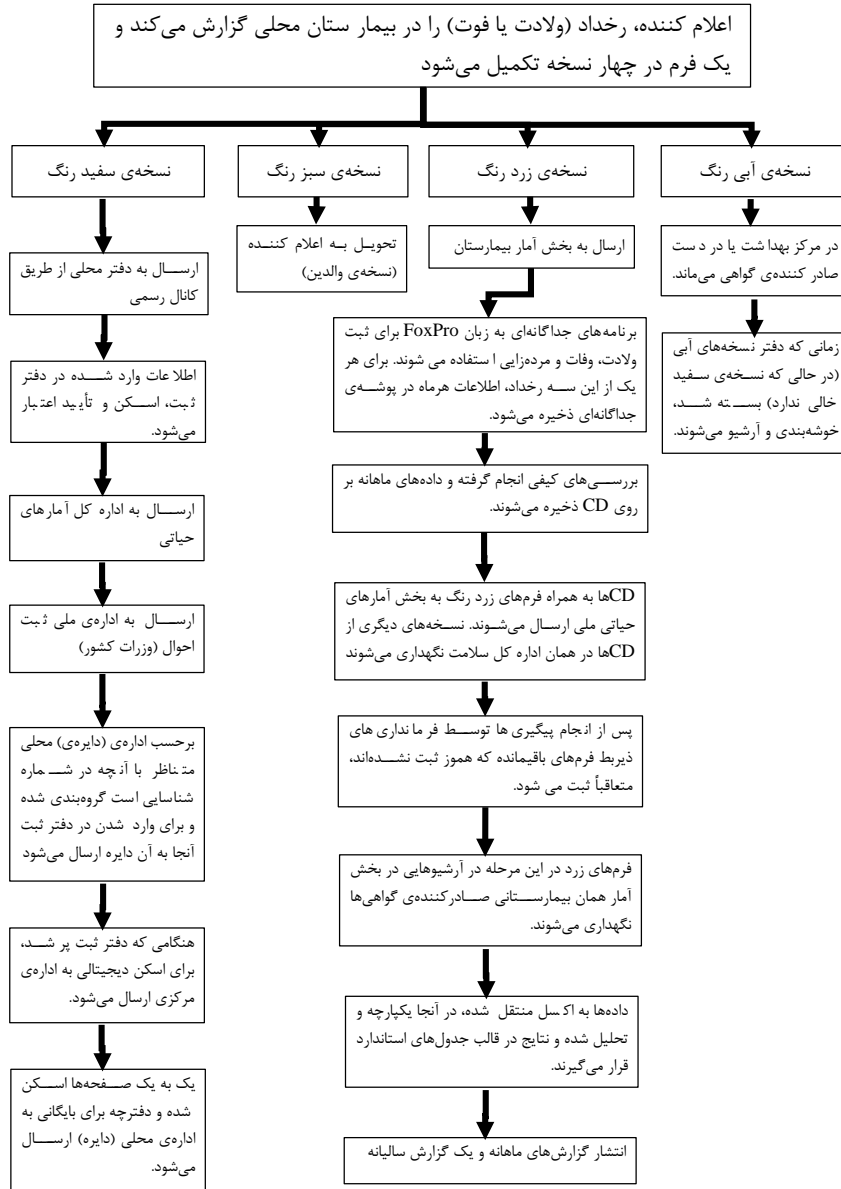 اعلام کننده، رخداد (ولادت یا فوت) را در بیمار ستان محلی گزارش می‌کند و
یک فرم در چهار نسخه تکمیل می‌شود
نسخه‌ی آبی رنگ
در مرکز بهداشت یا در دست
صادر کننده‌ی گواهی می‌ماند.
زمانی که دفتر نسخه‌های آبی
(در حالی که نسخه‌ی سفید
خالی ندارد) بسته شد،
خوشه‌بندی و آرشیو می‌شوند.
نسخه‌ی زرد رنگ
ارسال به بخش آمار بیمارستان
برنامه‌های جداگانه‌ای به زبان FoxPro برای ثبت
ولادت، وفات و مرده‌زایی ا ستفاده می شوند. برای هر
یک از این سه رخداد، اطلاعات هرماه در پوشه‌ی
جداگانه‌ای ذخیره می‌شود.
بررسی‌های کیفی انجام گرفته و داده‌های ماهانه بر
روی CD ذخیره می‌شوند.
CDها به همراه فرم‌های زرد رنگ به بخش آمارهای
حیاتی ملی ارسال می‌شوند. نسخه‌های دیگری از
CDها در همان اداره کل سلامت نگهداری می‌شوند
پس از انجام پیگیری ها توسط فر مانداری های
ذیربط فرم‌های باقیمانده که هموز ثبت نشده‌اند،
متعاقباً ثبت می شود.
فرم‌های زرد در این مرحله در آرشیوهایی در بخش
آمار همان بیمارستانی صادرکننده‌ی گواهی‌ها
نگهداری می‌شوند.
داده‌ها به اکسل منتقل شده، در آنجا یکپارچه و
تحلیل شده و نتایج در قالب جدول‌های استاندارد
قرار می‌گیرند.
انتشار گزارش‌های ماهانه و یک گزارش سالیانه
نسخه‌ی سبز رنگ
تحویل به اعلام کننده
(نسخه‌ی والدین)
نسخه‌ی سفید رنگ
ارسال به دفتر محلی از طریق
کانال رسمی
اطلاعات وارد شده در دفتر
ثبت، اسکن و تأیید اعتبار
می‌شود.
ارسال به اداره کل آمارهای
حیاتی
ارسال به اداره‌ی ملی ثبت
احوال (وزرات کشور)
برحسب اداره‌ی (دایره‌ی) محلی
متناظر با آنچه در شماره
شناسایی است گروه‌بندی شده
و برای وارد شدن در دفتر ثبت
آنجا به آن دایره ارسال می‌شود
هنگامی که دفتر ثبت پر شد،
برای اسکن دیجیتالی به اداره‌ی
مرکزی ارسال می‌شود.
یک به یک صفحه‌ها اسکن
شده و دفترچه برای بایگانی به
اداره‌ی محلی (دایره) ارسال
می‌شود.